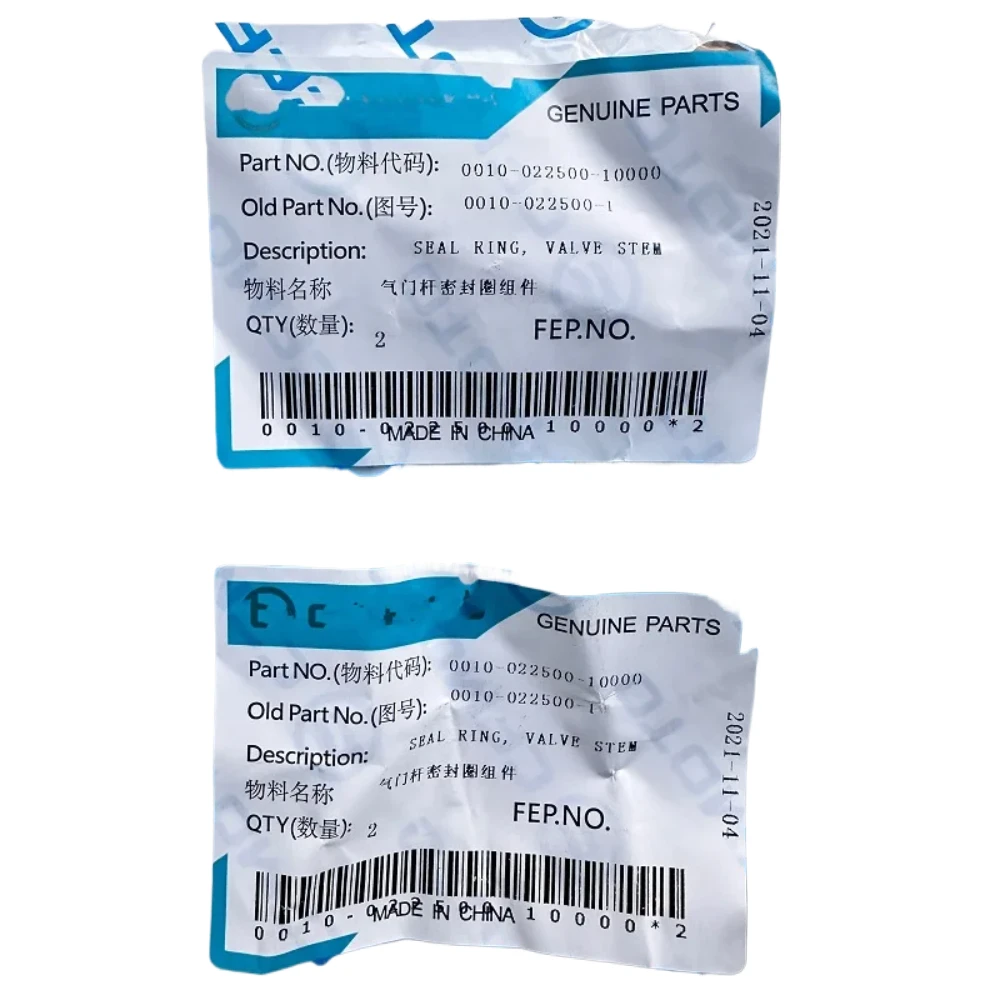 GENUINE PARTS
Part NO.(物料代码): 0010-022500-10000
Old Part No.(图号): 0010-022500-1
Description: SEAL RING, VALVE STEM
物料名称 气门杆密封圈组件
QTY(数量): 2 FEP.NO.
2021-11-04
0010-022500-10000*2
MADE IN CHINA
GENUINE PARTS
Part NO.(物料代码): 0010-022500-10000
Old Part No.(图号): 0010-022500-1
Description: SEAL RING, VALVE STEM
物料名称 气门杆密封圈组件
QTY(数量): 2 FEP.NO.
2021-11-04
0010-022500-10000*2
MADE IN CHINA